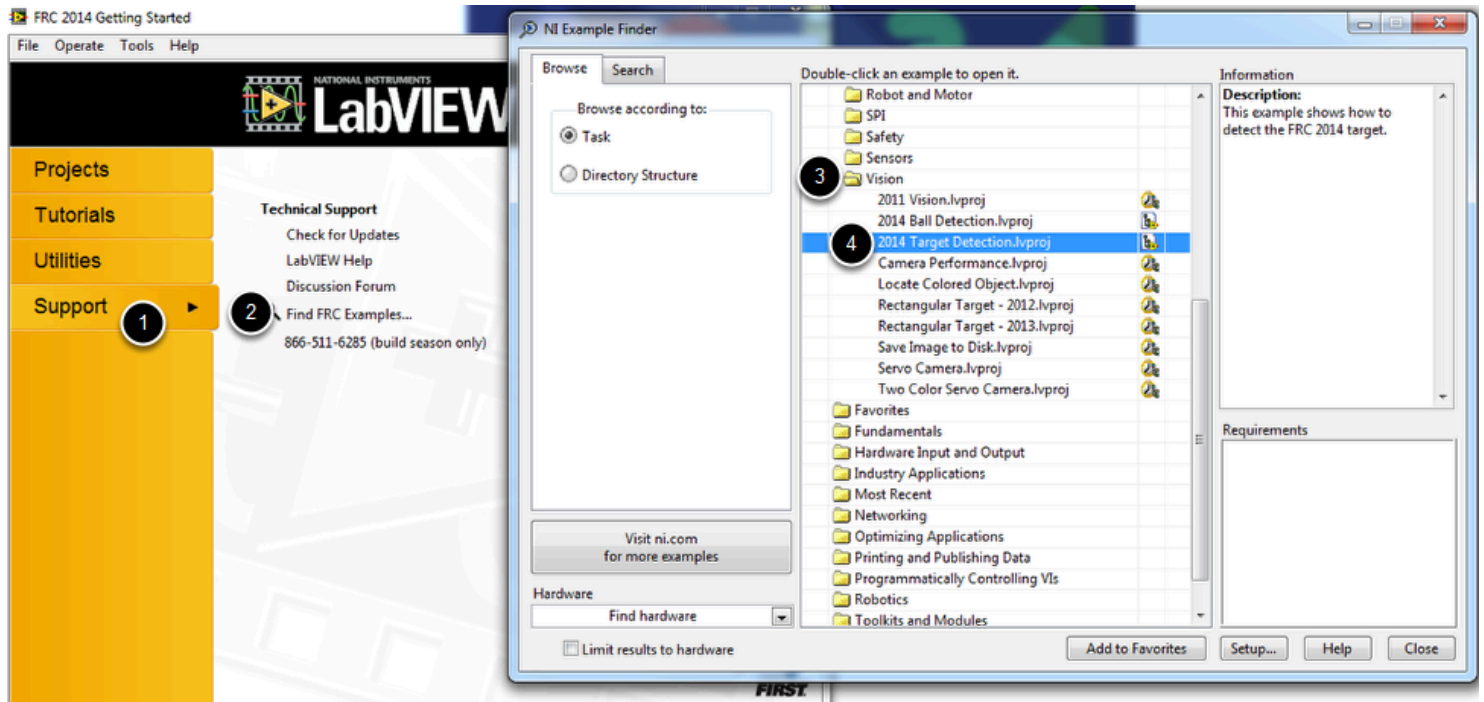 FRC 2014 Getting Started
File Operate Tools Help
NATIONAL INSTRUMENTS
LabVIEW
Projects
Tutorials
Utilities
Support
1
Technical Support
Check for Updates
LabVIEW Help
Discussion Forum
2
Find FRC Examples...
866-511-6285 (build season only)
FIRST
NI Example Finder
Browse
Search
Browse according to:
Task
Directory Structure
Visit ni.com
for more examples
Hardware
Find hardware
Limit results to hardware
Double-click an example to open it.
Robot and Motor
SPI
Safety
Sensors
3
Vision
2011 Vision.lvproj
2014 Ball Detection.lvproj
4
2014 Target Detection.lvproj
Camera Performance.lvproj
Locate Colored Object.lvproj
Rectangular Target - 2012.lvproj
Rectangular Target - 2013.lvproj
Save Image to Disk.lvproj
Servo Camera.lvproj
Two Color Servo Camera.lvproj
Favorites
Fundamentals
Hardware Input and Output
Industry Applications
Most Recent
Networking
Optimizing Applications
Printing and Publishing Data
Programmatically Controlling VIs
Robotics
Toolkits and Modules
Information
Description:
This example shows how to
detect the FRC 2014 target.
Requirements
Add to Favorites
Setup...
Help
Close